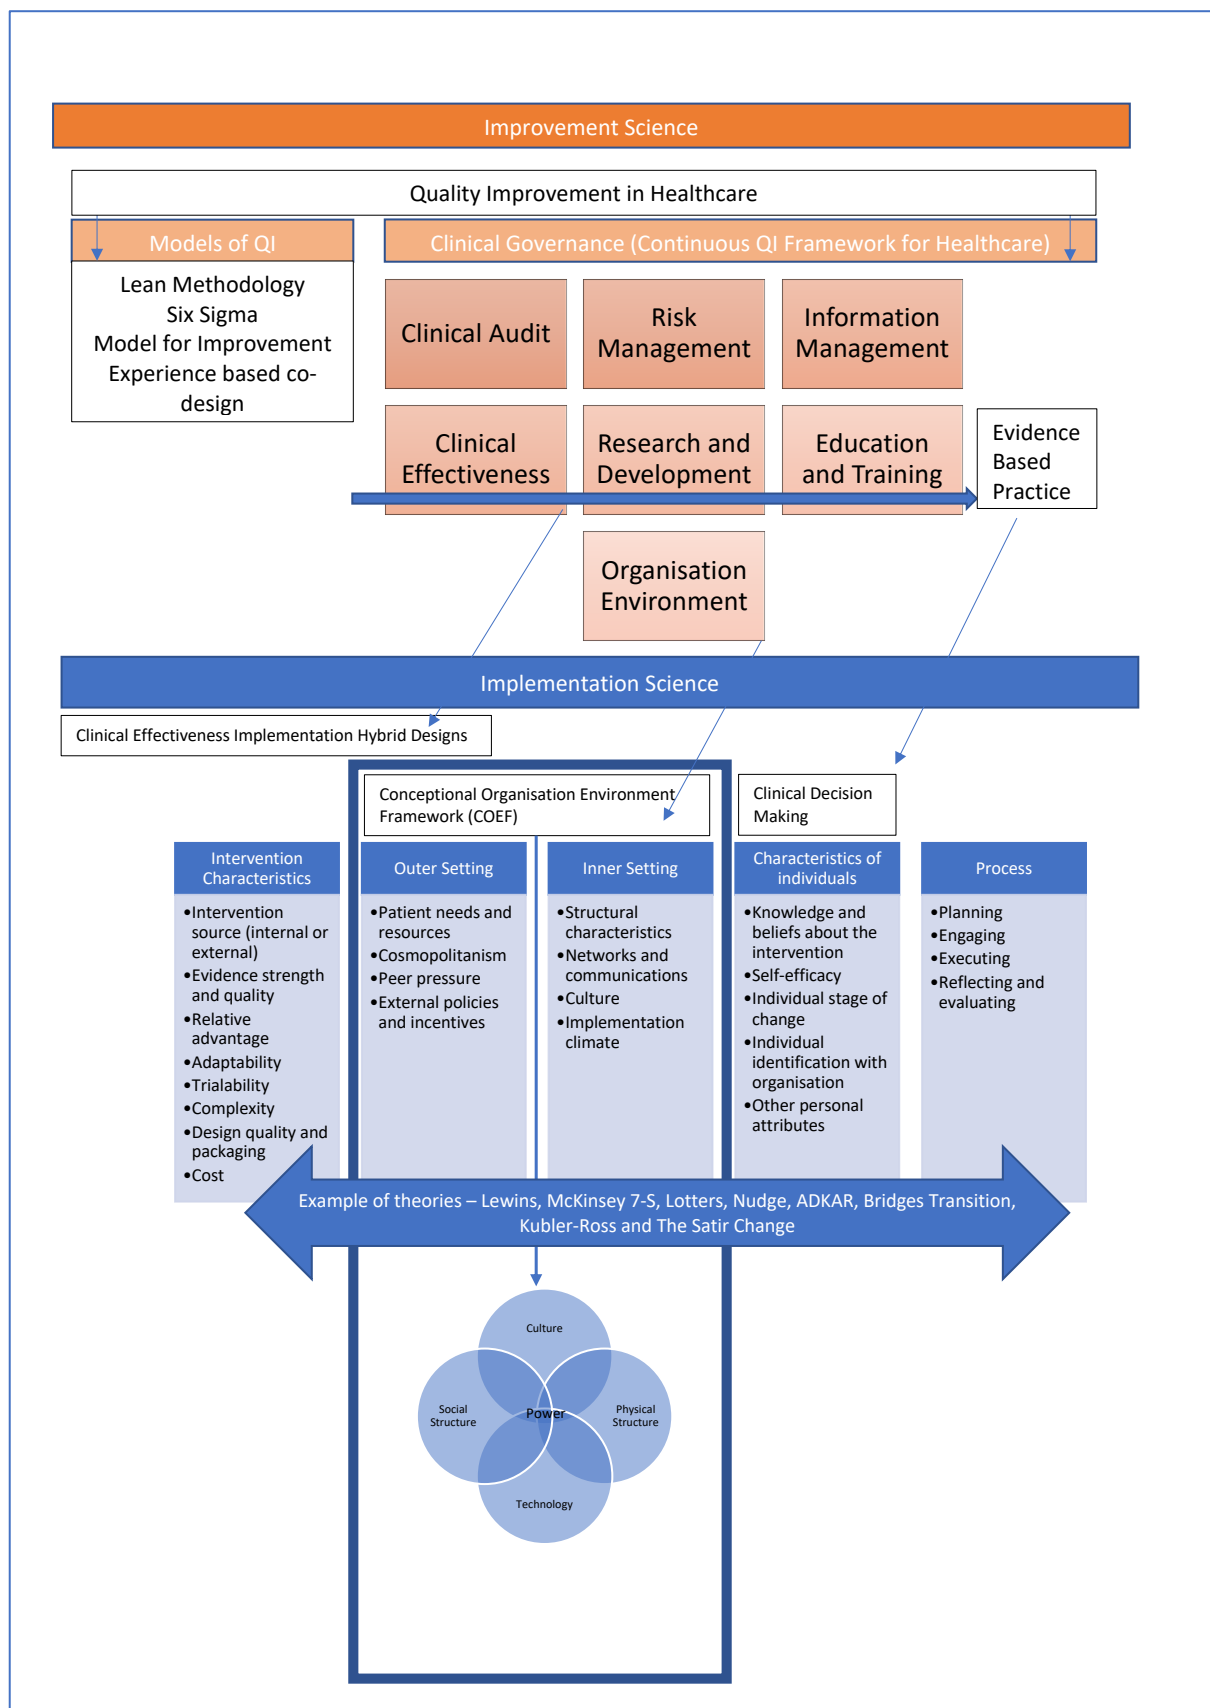 Improvement Science
Quality Improvement in Healthcare
Models of QI
Clinical Governance (Continuous QI Framework for Healthcare)
Lean Methodology
Six Sigma
Model for Improvement
Experience based co-
design
Clinical Audit
Risk
Management
Information
Management
Clinical
Effectiveness
Research and
Development
Education
and Training
Evidence
Based
Practice
Organisation
Environment
Implementation Science
Clinical Effectiveness Implementation Hybrid Designs
Conceptional Organisation Environment
Framework (COEF)
Clinical Decision
Making
Intervention
Characteristics
•Intervention
source (internal or
external)
•Evidence strength
and quality
•Relative
advantage
•Adaptability
•Trialability
•Complexity
•Design quality and
packaging
•Cost
Outer Setting
•Patient needs and
resources
•Cosmopolitanism
•Peer pressure
•External policies
and incentives
Inner Setting
•Structural
characteristics
•Networks and
communications
•Culture
•Implementation
climate
Characteristics of
individuals
•Knowledge and
beliefs about the
intervention
•Self-efficacy
•Individual stage of
change
•Individual
identification with
organisation
•Other personal
attributes
Process
•Planning
•Engaging
•Executing
•Reflecting and
evaluating
Example of theories – Lewins, McKinsey 7-S, Lotters, Nudge, ADKAR, Bridges Transition,
Kubler-Ross and The Satir Change
Culture
Social
Structure
Power
Physical
Structure
Technology